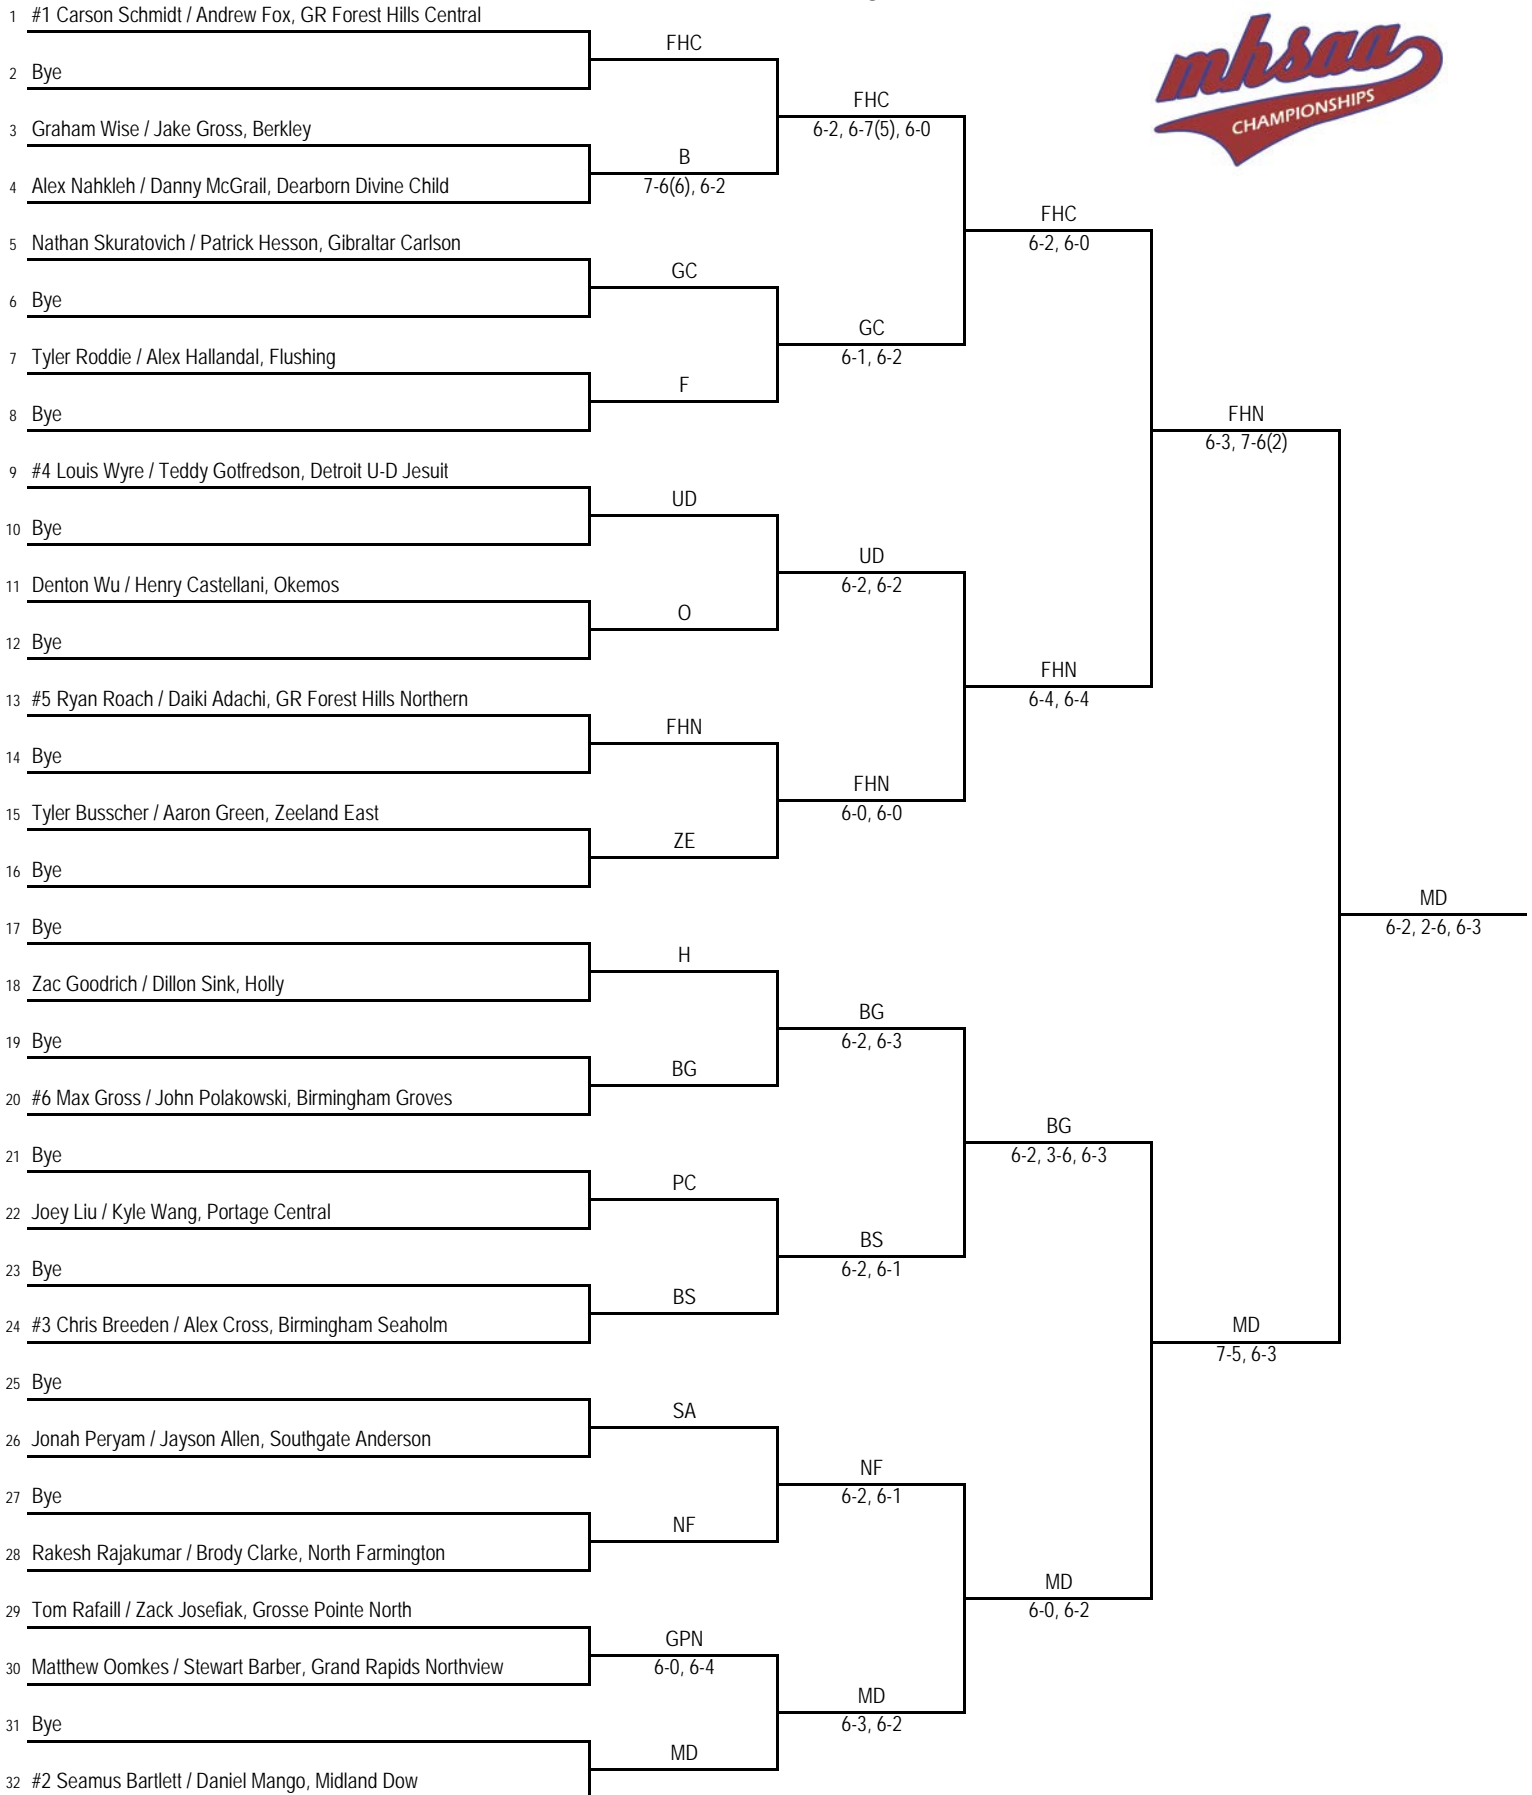 mhsaa
CHAMPIONSHIPS
1 #1 Carson Schmidt / Andrew Fox, GR Forest Hills Central
FHC
2 Bye
FHC
6-2, 6-7(5), 6-0
3 Graham Wise / Jake Gross, Berkley
B
7-6(6), 6-2
4 Alex Nahkleh / Danny McGrail, Dearborn Divine Child
FHC
6-2, 6-0
5 Nathan Skuratovich / Patrick Hesson, Gibraltar Carlson
GC
6 Bye
GC
6-1, 6-2
7 Tyler Roddie / Alex Hallandal, Flushing
F
8 Bye
FHN
6-3, 7-6(2)
9 #4 Louis Wyre / Teddy Gotfredson, Detroit U-D Jesuit
UD
10 Bye
UD
6-2, 6-2
11 Denton Wu / Henry Castellani, Okemos
O
12 Bye
FHN
6-4, 6-4
13 #5 Ryan Roach / Daiki Adachi, GR Forest Hills Northern
FHN
14 Bye
FHN
6-0, 6-0
15 Tyler Busscher / Aaron Green, Zeeland East
ZE
16 Bye
MD
6-2, 2-6, 6-3
17 Bye
H
18 Zac Goodrich / Dillon Sink, Holly
BG
6-2, 6-3
19 Bye
BG
20 #6 Max Gross / John Polakowski, Birmingham Groves
BG
6-2, 3-6, 6-3
21 Bye
PC
22 Joey Liu / Kyle Wang, Portage Central
BS
6-2, 6-1
23 Bye
BS
24 #3 Chris Breeden / Alex Cross, Birmingham Seaholm
MD
7-5, 6-3
25 Bye
SA
26 Jonah Peryam / Jayson Allen, Southgate Anderson
NF
6-2, 6-1
27 Bye
NF
28 Rakesh Rajakumar / Brody Clarke, North Farmington
MD
6-0, 6-2
29 Tom Rafaill / Zack Josefiak, Grosse Pointe North
GPN
6-0, 6-4
30 Matthew Oomkes / Stewart Barber, Grand Rapids Northview
MD
6-3, 6-2
31 Bye
MD
32 #2 Seamus Bartlett / Daniel Mango, Midland Dow